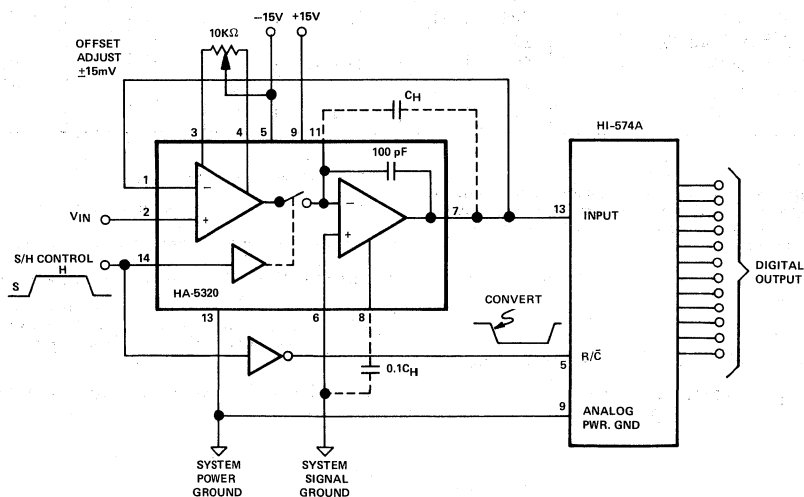 −15V +15V
10KΩ
OFFSET
ADJUST
±15mV
CH
3 4 5 9 11
HI-574A
100 pF
1
−
−
7
13
INPUT
VIN
2
+
+
S/H CONTROL
H
14
S
DIGITAL
OUTPUT
HA-5320
CONVERT
13 6 8
R/C̅
5
0.1CH
9
ANALOG
PWR. GND
SYSTEM
POWER
GROUND
SYSTEM
SIGNAL
GROUND